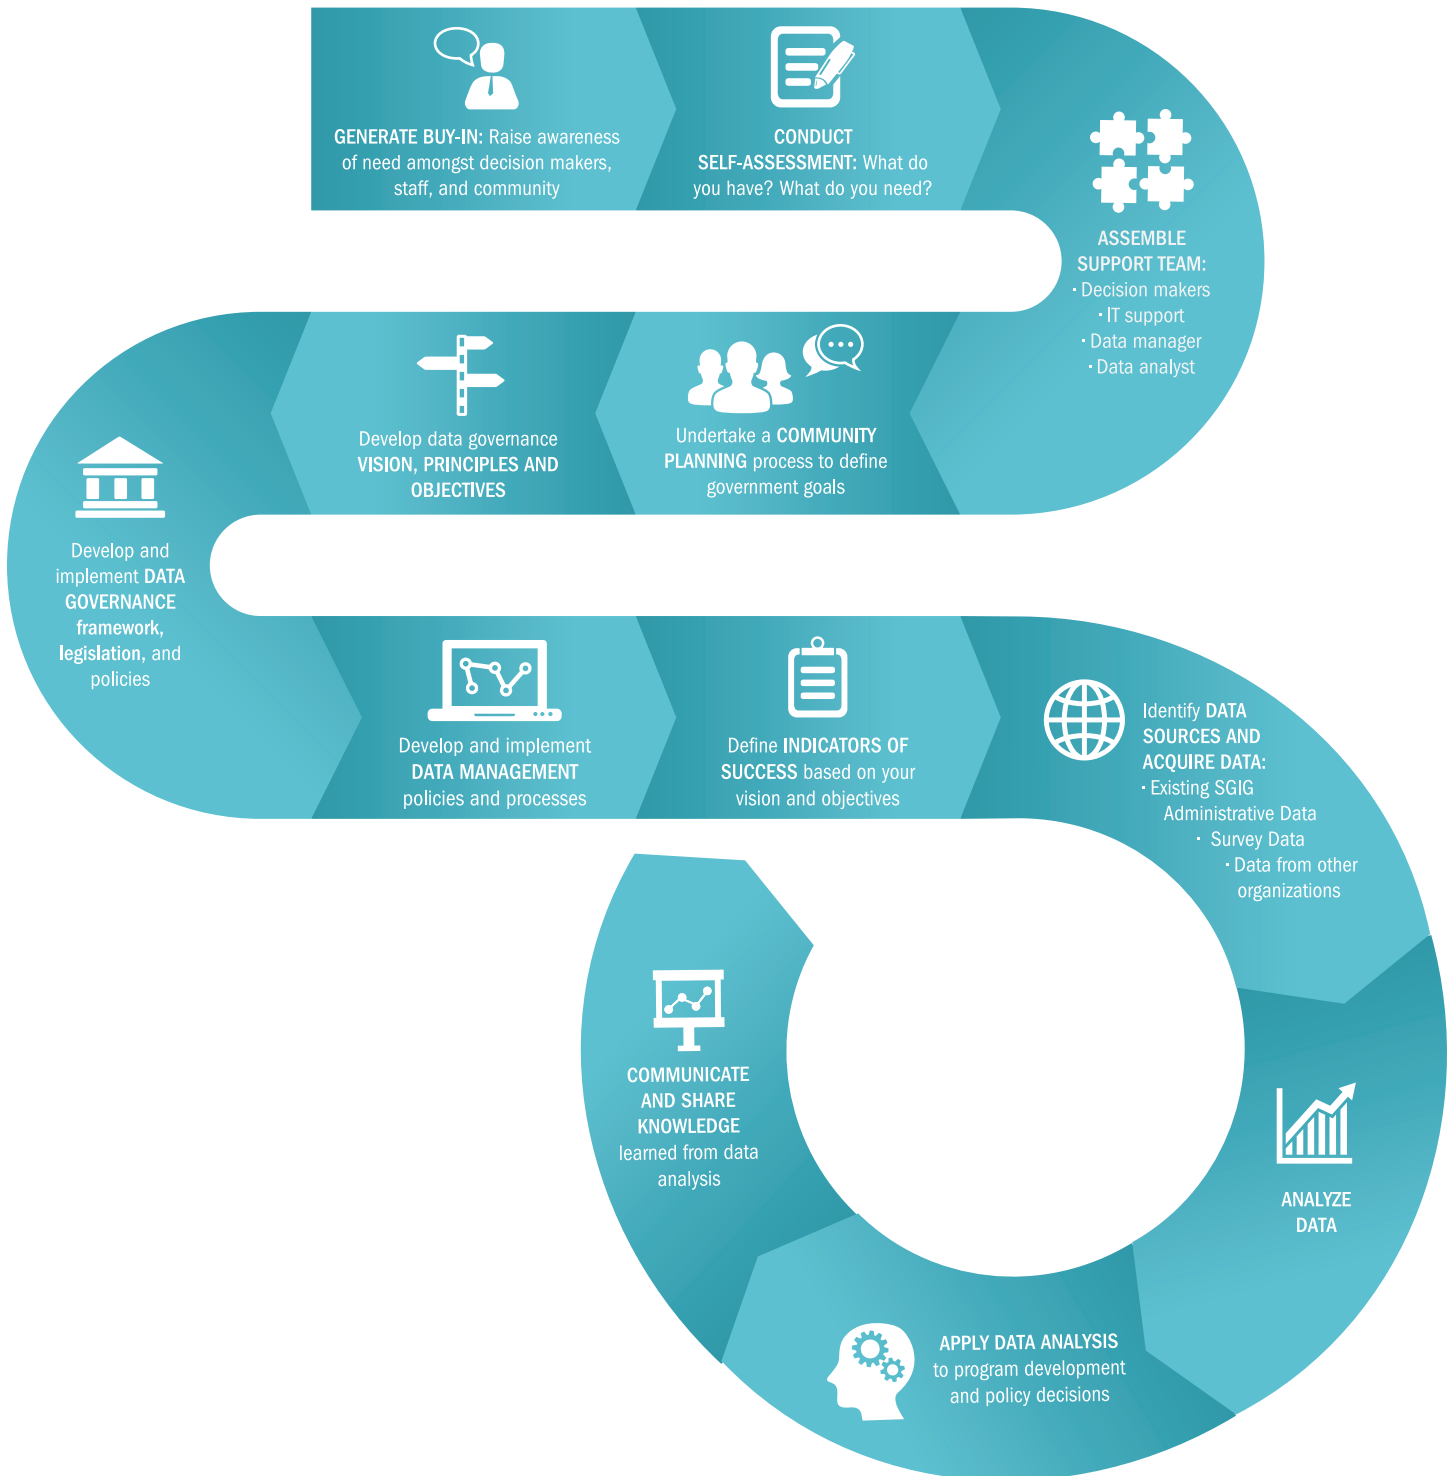 GENERATE BUY-IN: Raise awareness
of need amongst decision makers,
staff, and community
CONDUCT
SELF-ASSESSMENT: What do
you have? What do you need?
ASSEMBLE
SUPPORT TEAM:
· Decision makers
· IT support
· Data manager
· Data analyst
Undertake a COMMUNITY
PLANNING process to define
government goals
Develop data governance
VISION, PRINCIPLES AND
OBJECTIVES
Develop and
implement DATA
GOVERNANCE
framework,
legislation, and
policies
Develop and implement
DATA MANAGEMENT
policies and processes
Define INDICATORS OF
SUCCESS based on your
vision and objectives
Identify DATA
SOURCES AND
ACQUIRE DATA:
· Existing SGIG
Administrative Data
· Survey Data
· Data from other
organizations
ANALYZE
DATA
APPLY DATA ANALYSIS
to program development
and policy decisions
COMMUNICATE
AND SHARE
KNOWLEDGE
learned from data
analysis